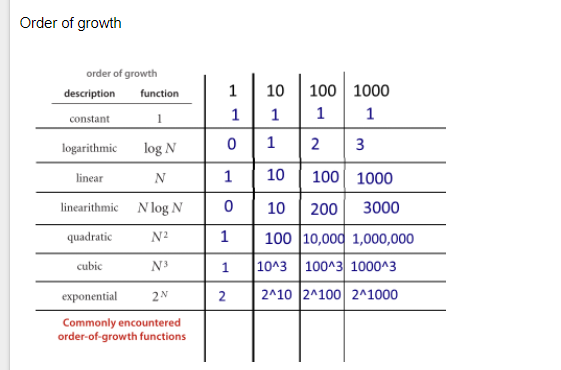 Order of growth
order of growth
description function 1 10 100 1000
constant 1 1 1 1 1
logarithmic log N 0 1 2 3
linear N 1 10 100 1000
linearithmic N log N 0 10 200 3000
quadratic N² 1 100 10,000 1,000,000
cubic N³ 1 10^3 100^3 1000^3
exponential 2ᴺ 2 2^10 2^100 2^1000
Commonly encountered
order-of-growth functions